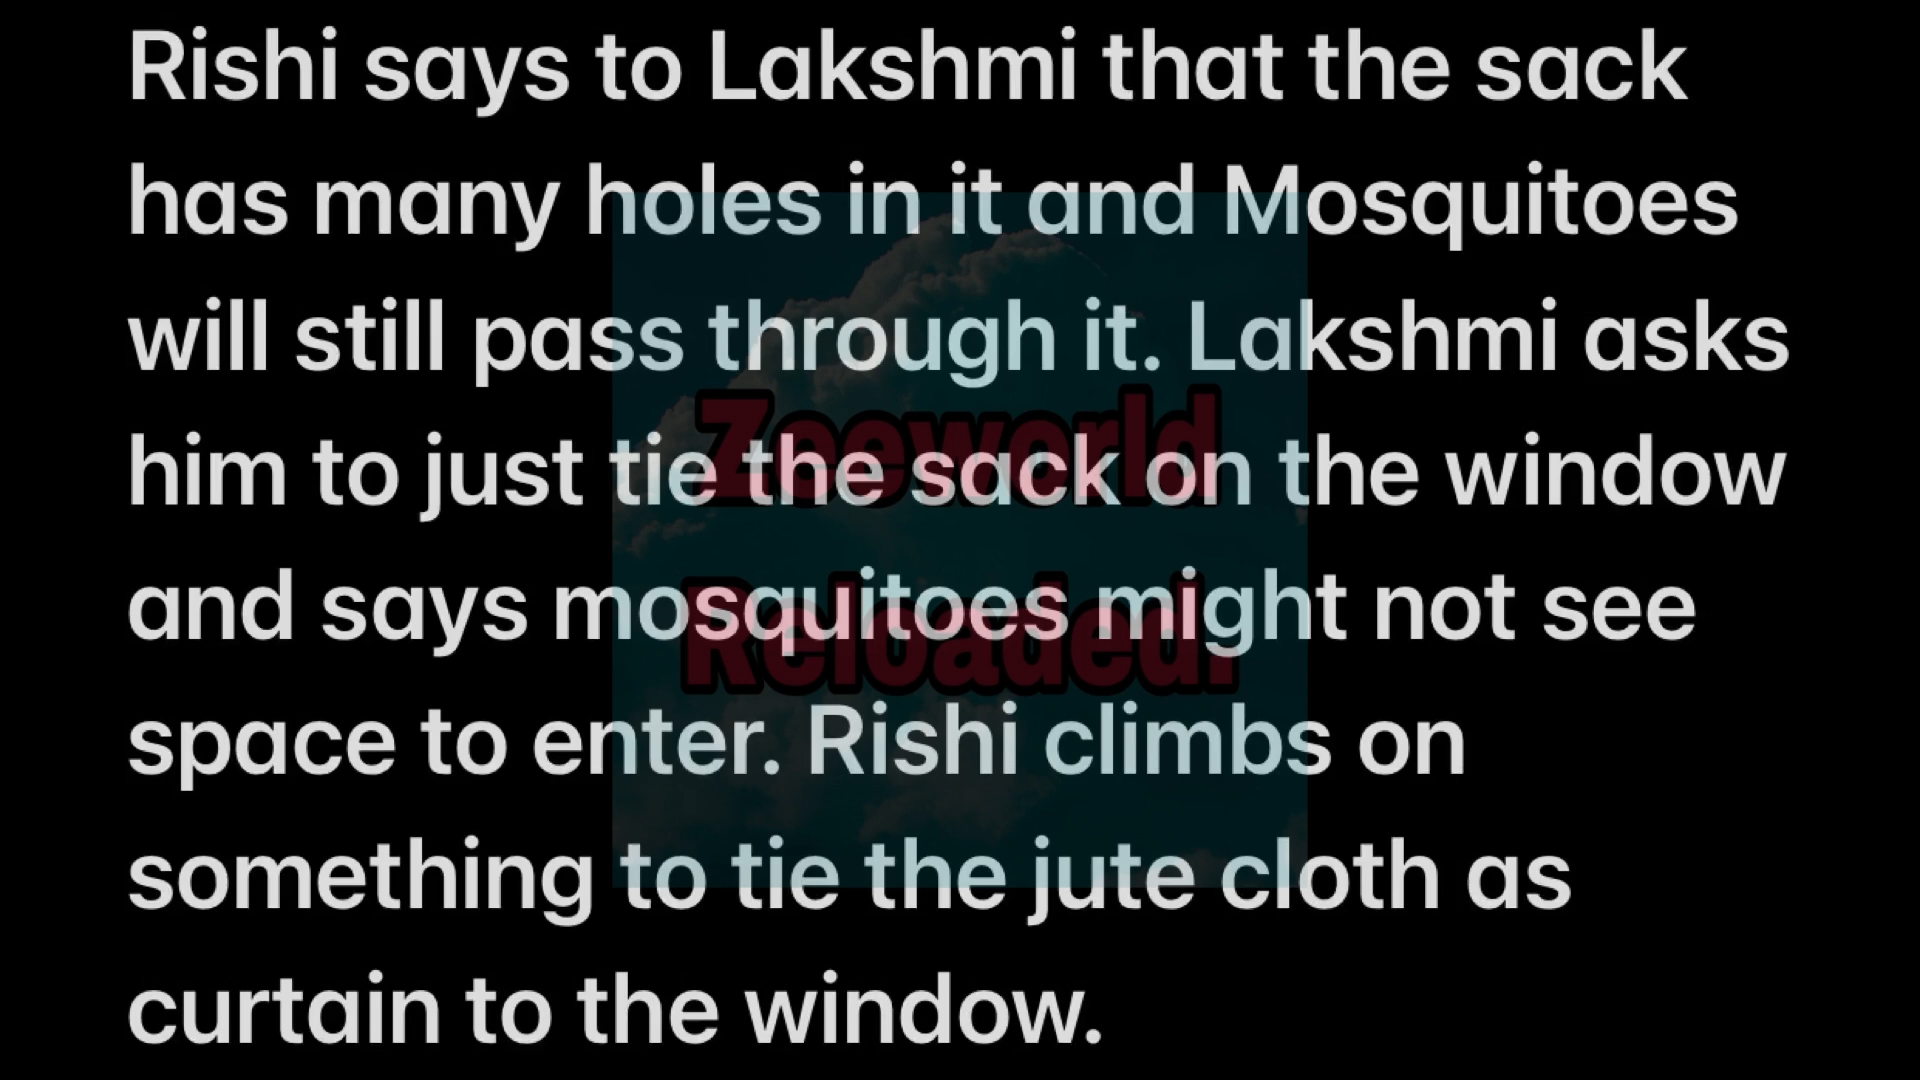 Rishi says to Lakshmi that the sack
has many holes in it and Mosquitoes
will still pass through it. Lakshmi asks
him to just tie the sack on the window
and says mosquitoes might not see
space to enter. Rishi climbs on
something to tie the jute cloth as
curtain to the window.
Zeeworld
Reloaded!